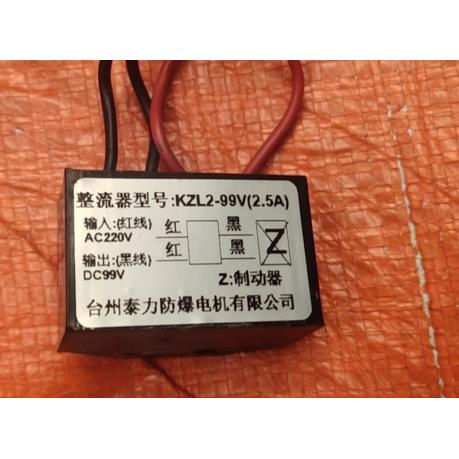 整流器型号:KZL2-99V(2.5A)
输入:(红线) 红 黑
AC220V
输出:(黑线) 红 黑 Z
DC99V
Z:制动器
台州泰力防爆电机有限公司